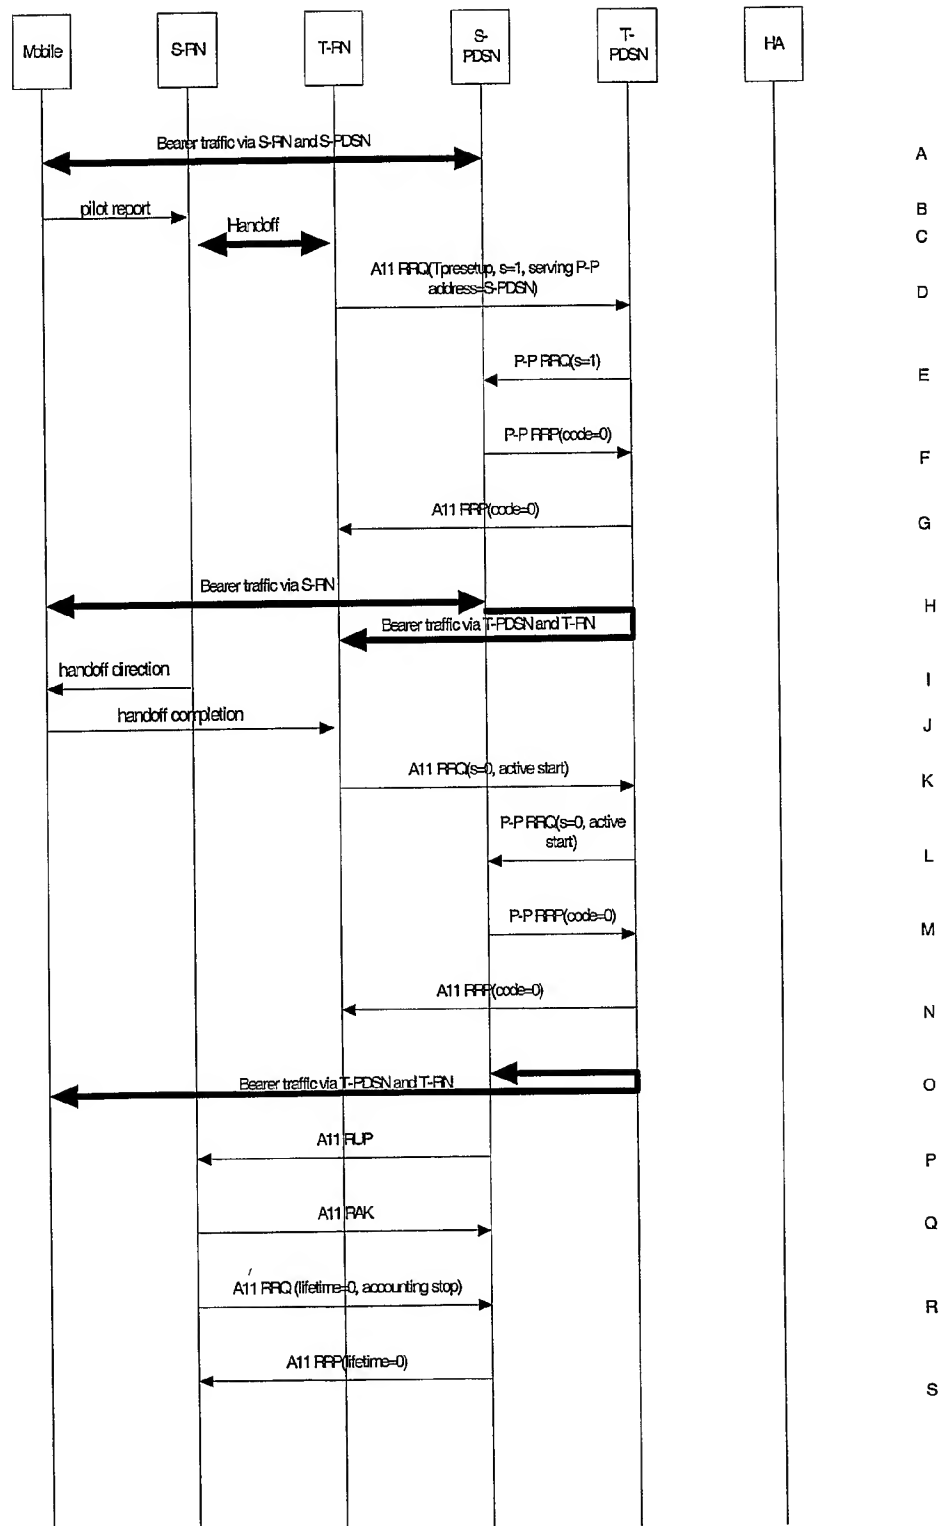 Mobile
S-RN
T-RN
S-
PDSN
T-
PDSN
HA
Bearer traffic via S-RN and S-PDSN
A
pilot report
B
Handoff
C
A11 RRQ(Tpresetup, s=1, serving P-P
address=S-PDSN)
D
P-P RRQ(s=1)
E
P-P RRP(code=0)
F
A11 RRP(code=0)
G
Bearer traffic via S-RN
H
Bearer traffic via T-PDSN and T-RN
handoff direction
I
handoff completion
J
A11 RRQ(s=0, active start)
K
P-P RRQ(s=0, active
start)
L
P-P RRP(code=0)
M
A11 RRP(code=0)
N
Bearer traffic via T-PDSN and T-RN
O
A11 RUP
P
A11 RAK
Q
A11 RRQ (lifetime=0, accounting stop)
R
A11 RRP(lifetime=0)
S